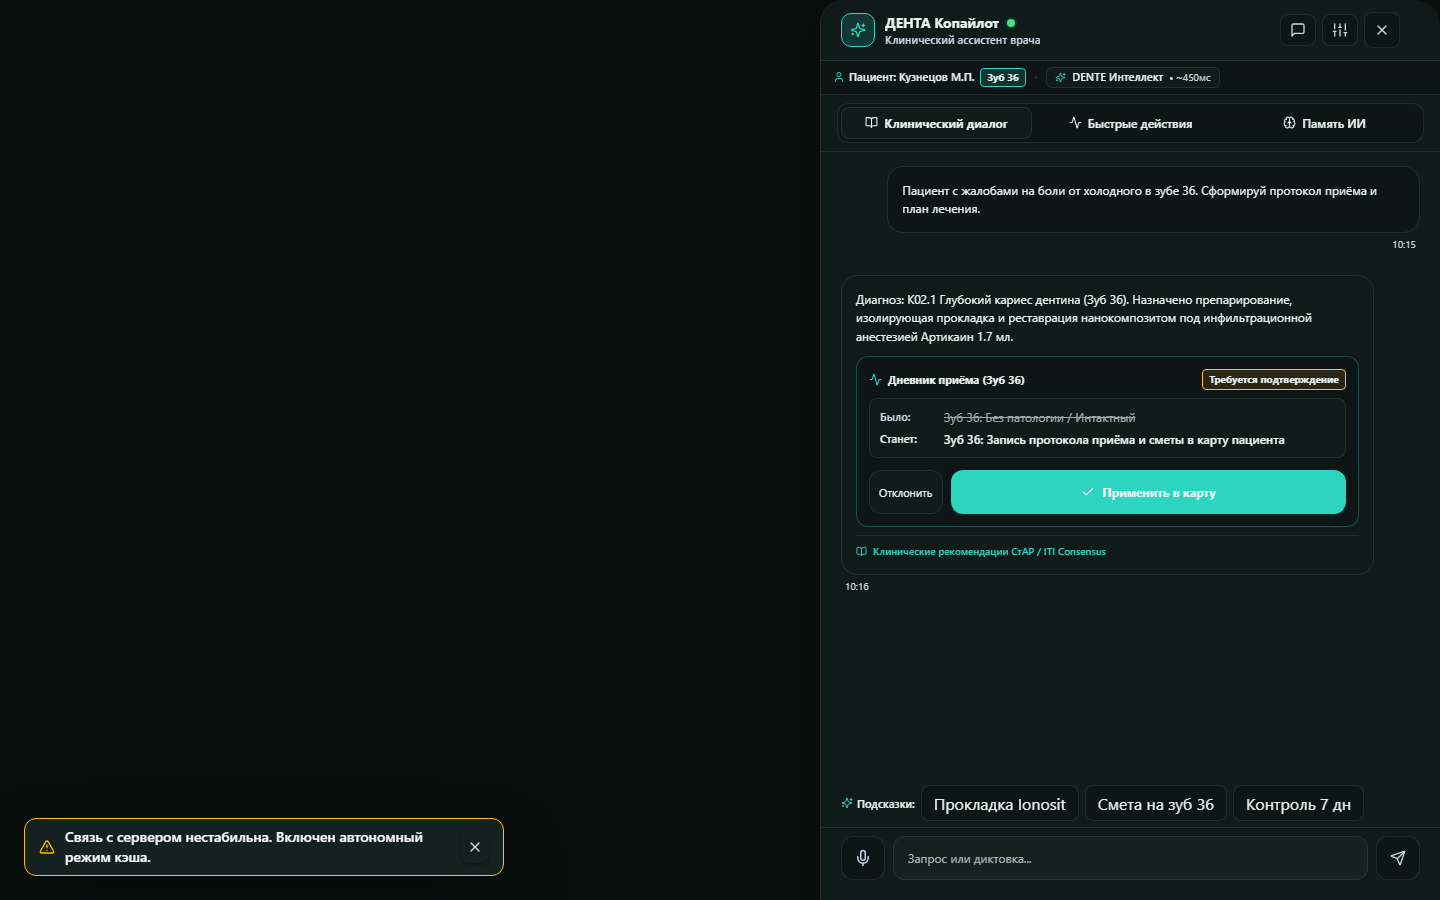 ДЕНТА Копайлот
Клинический ассистент врача
Пациент: Кузнецов М.П. Зуб 36 DENTE Интеллект • ~450мс
Клинический диалог Быстрые действия Память ИИ
Пациент с жалобами на боли от холодного в зубе 36. Сформируй протокол приёма и
план лечения.
10:15
Диагноз: K02.1 Глубокий кариес дентина (Зуб 36). Назначено препарирование,
изолирующая прокладка и реставрация нанокомпозитом под инфильтрационной
анестезией Артикаин 1.7 мл.
Дневник приёма (Зуб 36) Требуется подтверждение
Было: Зуб 36: Без патологии / Интактный
Станет: Зуб 36: Запись протокола приёма и сметы в карту пациента
Отклонить Применить в карту
Клинические рекомендации СтАР / ITI Consensus
10:16
Подсказки: Прокладка Ionosit Смета на зуб 36 Контроль 7 дн
Запрос или диктовка...
Связь с сервером нестабильна. Включен автономный
режим кэша.